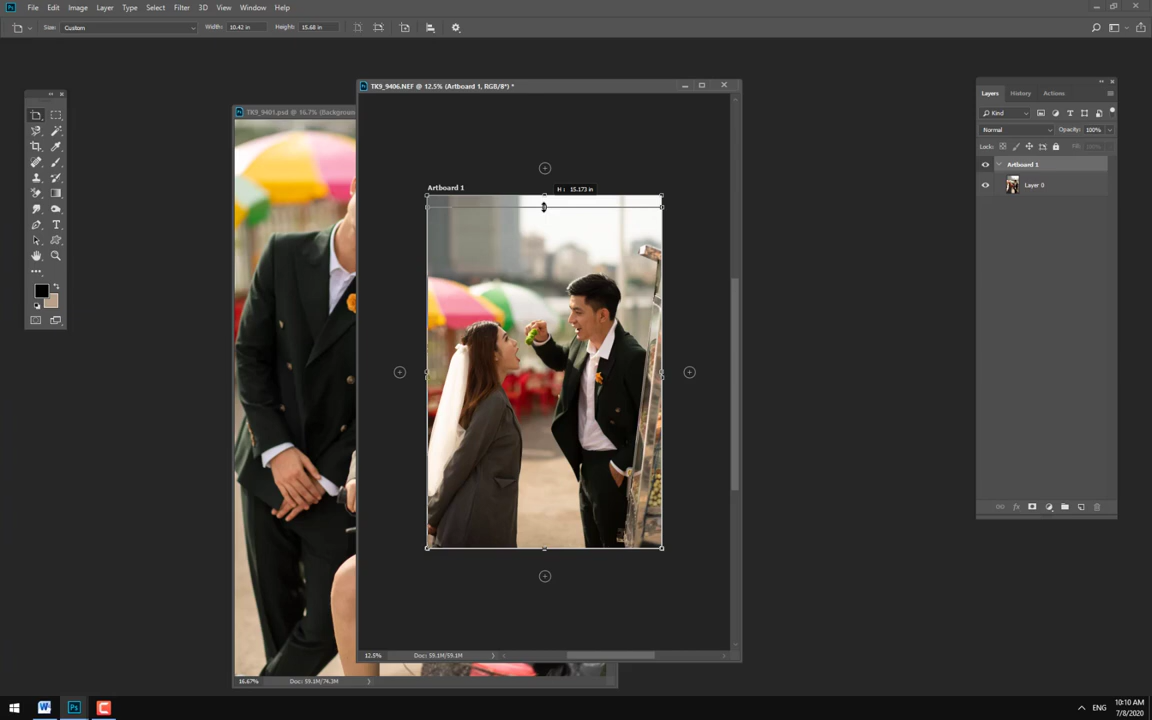 Ps File Edit Image Layer Type Select Filter 3D View Window Help
Size: Custom Width: 10.42 in Height: 15.68 in
TK9_9406.NEF @ 12.5% (Artboard 1, RGB/8*) *
TK9_9401.psd @ 16.7% (Background
Artboard 1
H: 15.173 in
Layers History Actions
Kind
Normal Opacity: 100%
Lock: Fill: 100%
Artboard 1
Layer 0
12.5% Doc: 59.1M/59.1M
16.67% Doc: 59.1M/74.3M
W Ps C ENG 10:10 AM
7/8/2020